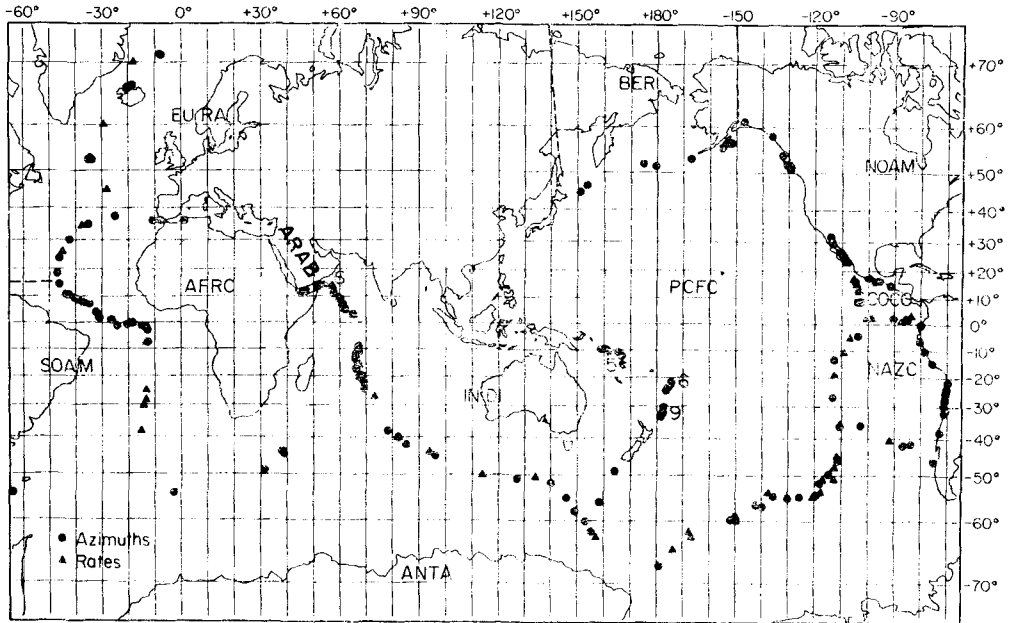 -60° -30° 0° +30° +60° +90° +120° +150° +180° -150° -120° -90°
+70°
BER
EURA
+60°
NOAM
+50°
+40°
+30°
ARAB
+20°
AFRC
PCFC
COCO
+10°
0°
-10°
SOAM
NAZC
INDI
-20°
-30°
-40°
-50°
-60°
● Azimuths
▲ Rates
ANTA
-70°